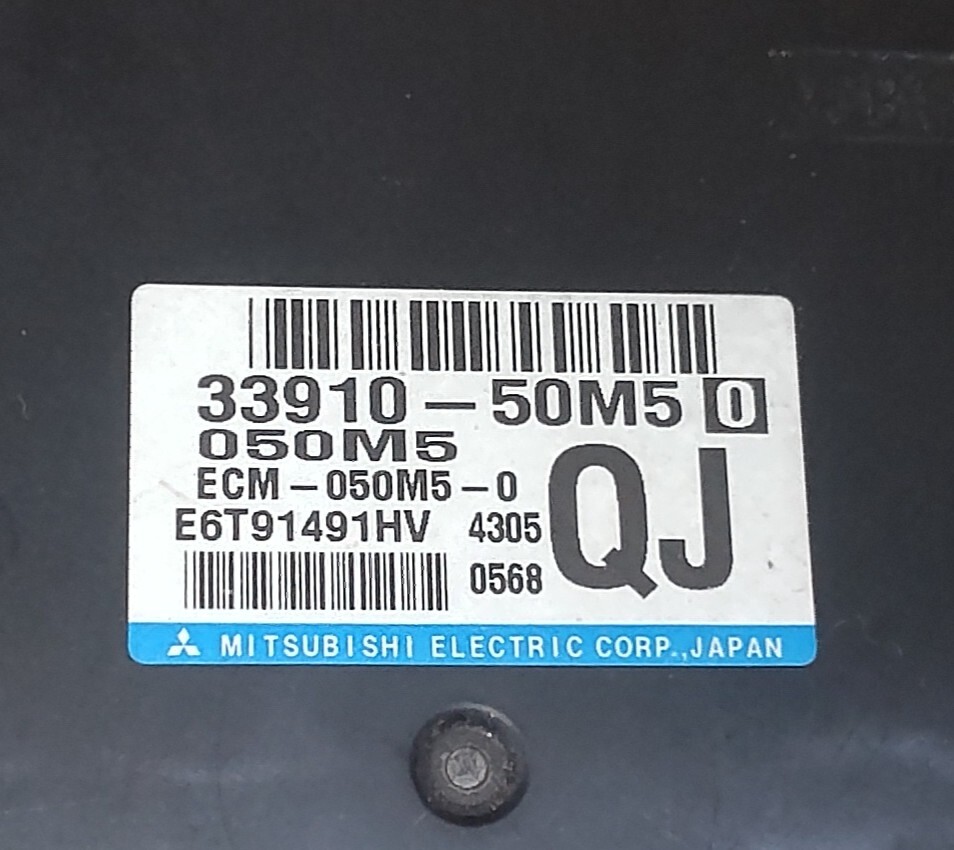 33910-50M5 0
050M5
ECM-050M5-0
QJ
E6T91491HV 4305
0568
MITSUBISHI ELECTRIC CORP.,JAPAN